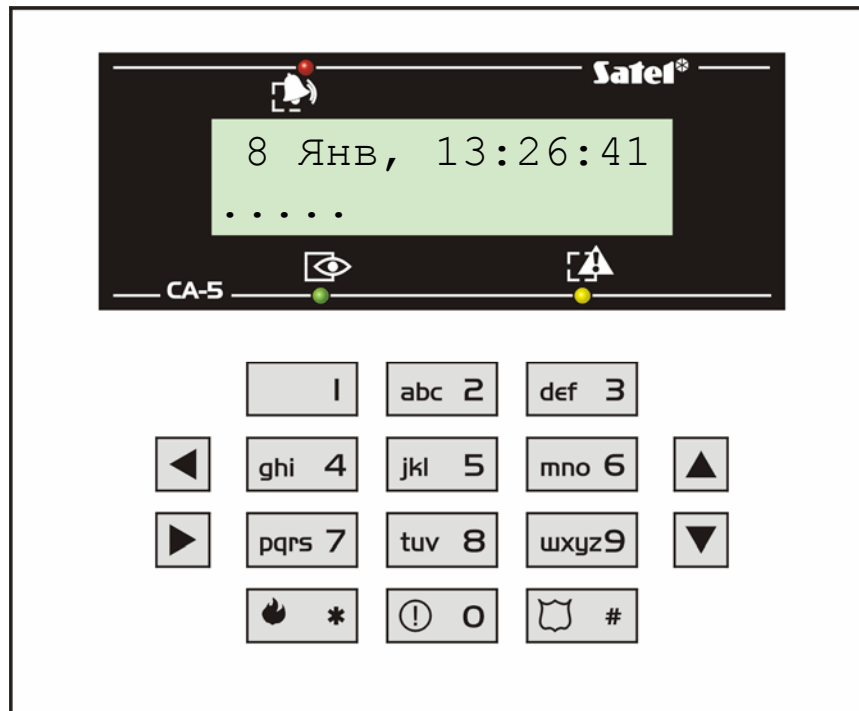 Satel
8 Янв, 13:26:41
.....
CA-5
1
abc 2
def 3
ghi 4
jkl 5
mno 6
pqrs 7
tuv 8
wxyz9
*
! 0
#